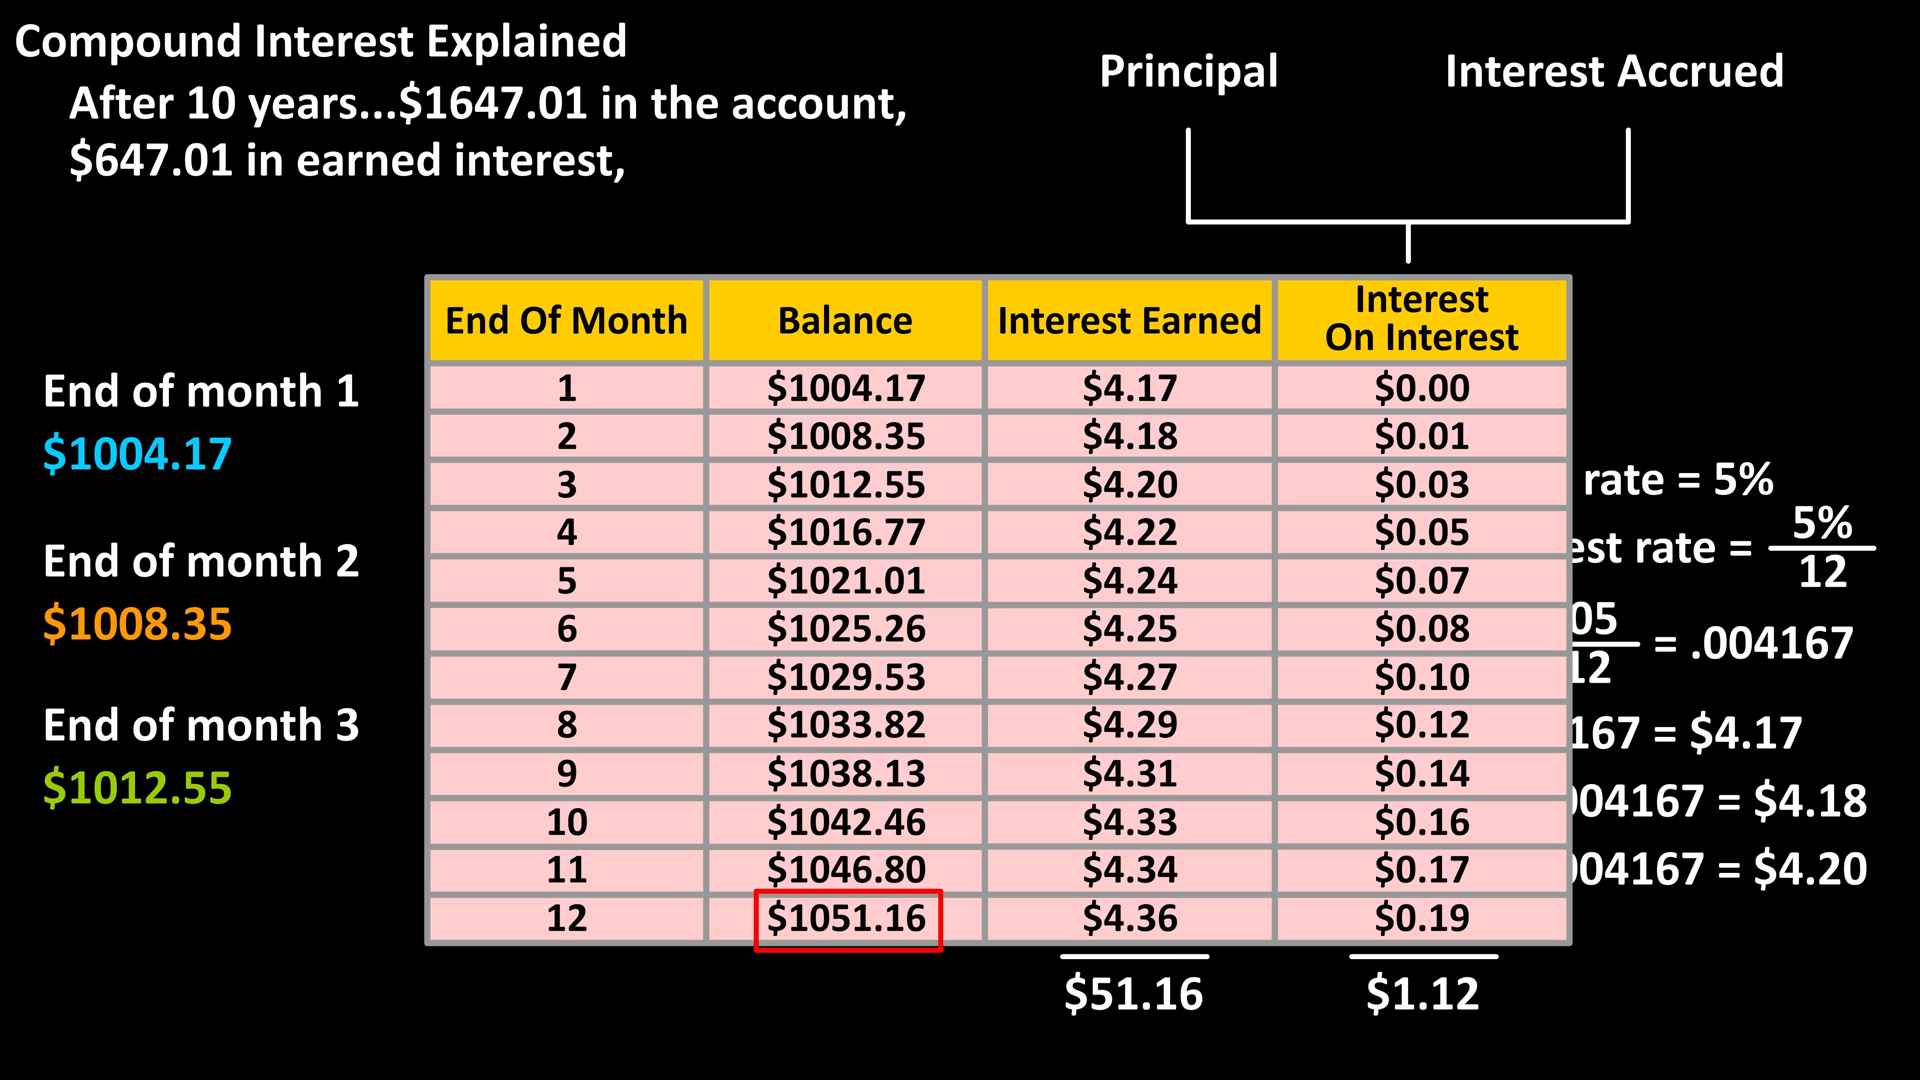 Compound Interest Explained
After 10 years...$1647.01 in the account,
$647.01 in earned interest,
Principal
Interest Accrued
End of month 1
$1004.17
End of month 2
$1008.35
End of month 3
$1012.55
End Of Month Balance Interest Earned Interest On Interest
1 $1004.17 $4.17 $0.00
2 $1008.35 $4.18 $0.01
3 $1012.55 $4.20 $0.03
4 $1016.77 $4.22 $0.05
5 $1021.01 $4.24 $0.07
6 $1025.26 $4.25 $0.08
7 $1029.53 $4.27 $0.10
8 $1033.82 $4.29 $0.12
9 $1038.13 $4.31 $0.14
10 $1042.46 $4.33 $0.16
11 $1046.80 $4.34 $0.17
12 $1051.16 $4.36 $0.19
$51.16 $1.12
rate = 5%
rate = 5%
12
05
12 = .004167
167 = $4.17
004167 = $4.18
004167 = $4.20